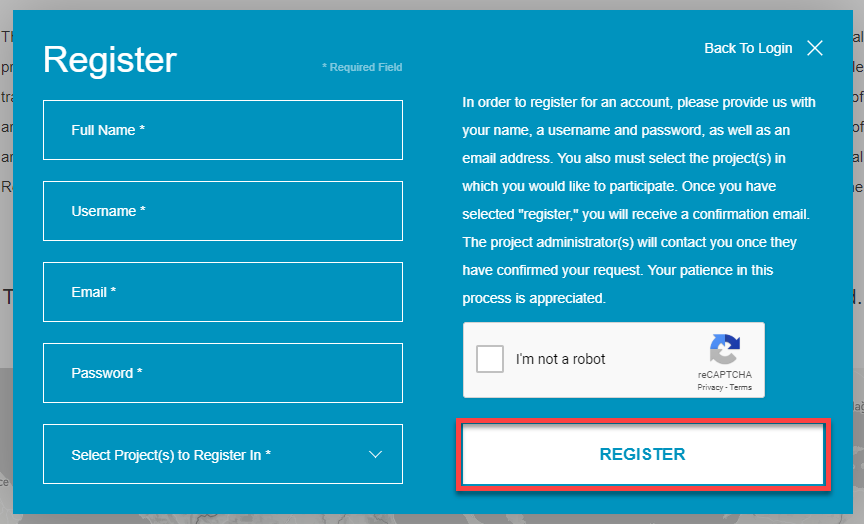 Register
* Required Field
Full Name *
Username *
Email *
Password *
Select Project(s) to Register In *
Back To Login
In order to register for an account, please provide us with
your name, a username and password, as well as an
email address. You also must select the project(s) in
which you would like to participate. Once you have
selected "register," you will receive a confirmation email.
The project administrator(s) will contact you once they
have confirmed your request. Your patience in this
process is appreciated.
I'm not a robot
reCAPTCHA
Privacy - Terms
REGISTER